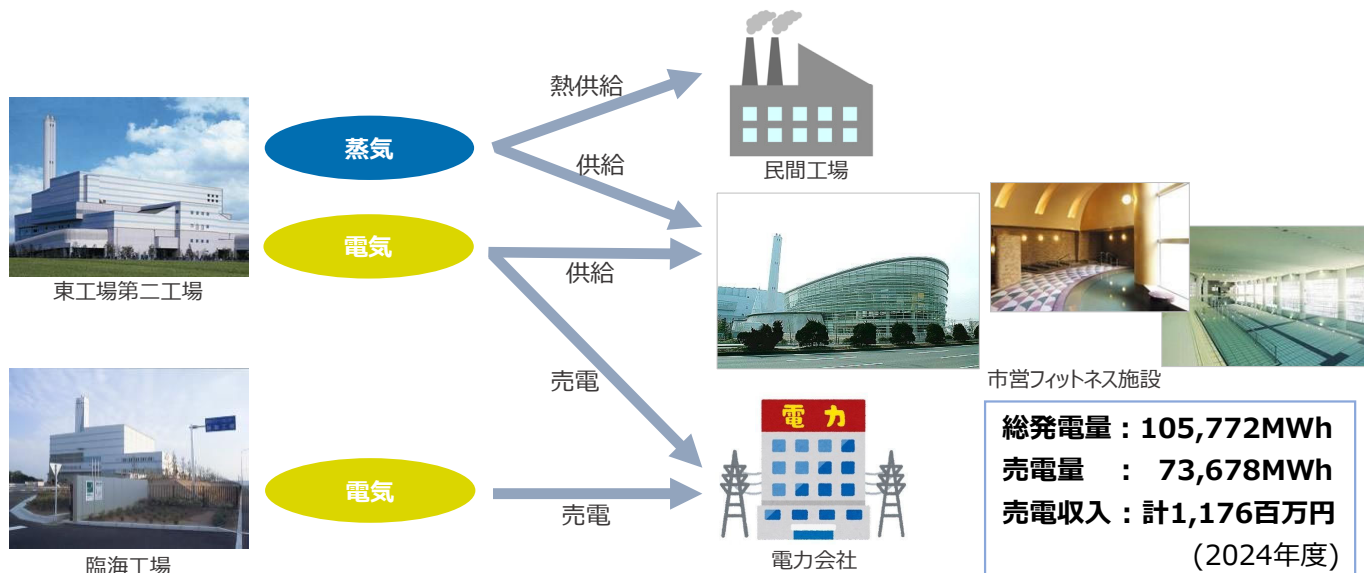 熱供給
蒸気
供給
民間工場
電気
供給
東工場第二工場
売電
市営フィットネス施設
電力
総発電量：105,772MWh
売電量 ： 73,678MWh
売電収入：計1,176百万円
(2024年度)
電気
売電
臨海工場
電力会社